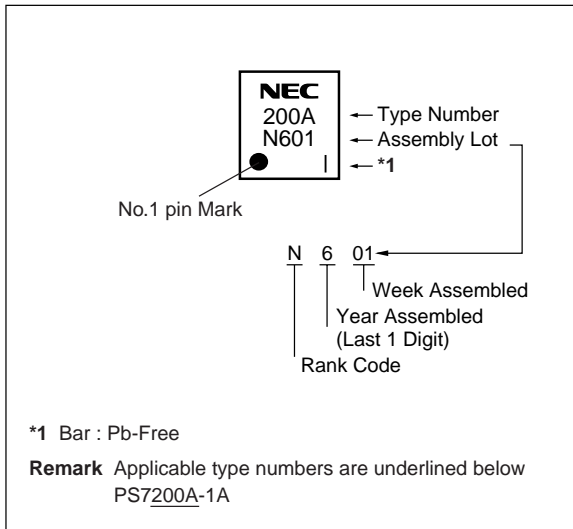 NEC
200A
Type Number
N601
Assembly Lot
|
*1
No.1 pin Mark
N 6 01
Week Assembled
Year Assembled
(Last 1 Digit)
Rank Code
*1 Bar : Pb-Free
Remark Applicable type numbers are underlined below
PS7200A-1A